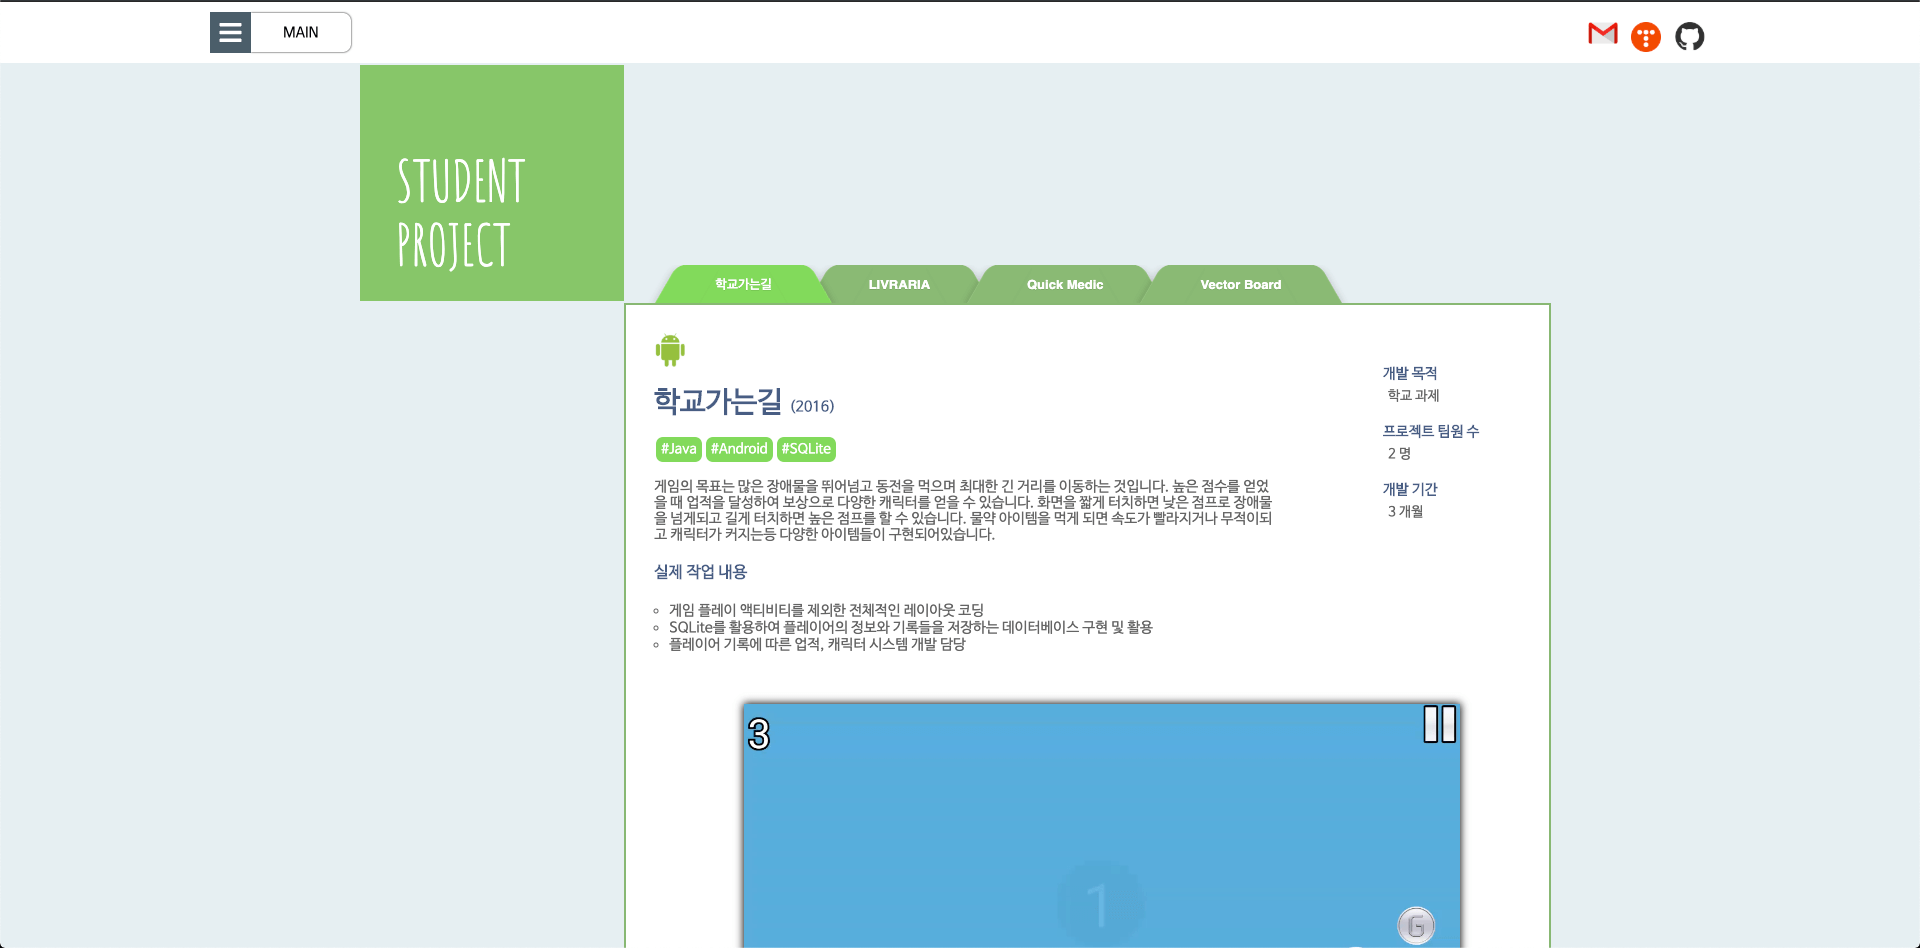 MAIN
STUDENT
PROJECT
학교가는길
LIVRARIA
Quick Medic
Vector Board
학교가는길 (2016)
#Java #Android #SQLite
게임의 목표는 많은 장애물을 뛰어넘고 동전을 먹으며 최대한 긴 거리를 이동하는 것입니다. 높은 점수를 얻었
을 때 업적을 달성하여 보상으로 다양한 캐릭터를 얻을 수 있습니다. 화면을 짧게 터치하면 낮은 점프로 장애물
을 넘게되고 길게 터치하면 높은 점프를 할 수 있습니다. 물약 아이템을 먹게 되면 속도가 빨라지거나 무적이되
고 캐릭터가 커지는등 다양한 아이템들이 구현되어있습니다.
실제 작업 내용
게임 플레이 액티비티를 제외한 전체적인 레이아웃 코딩
SQLite를 활용하여 플레이어의 정보와 기록들을 저장하는 데이터베이스 구현 및 활용
플레이어 기록에 따른 업적, 캐릭터 시스템 개발 담당
개발 목적
학교 과제
프로젝트 팀원 수
2 명
개발 기간
3 개월
3
1
G